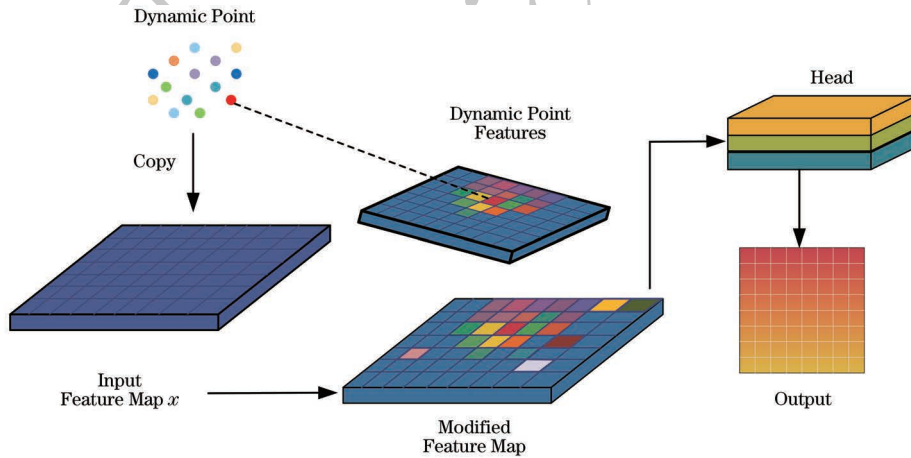 Dynamic Point
Head
Dynamic Point
Features
Copy
Input
Feature Map x
Output
Modified
Feature Map